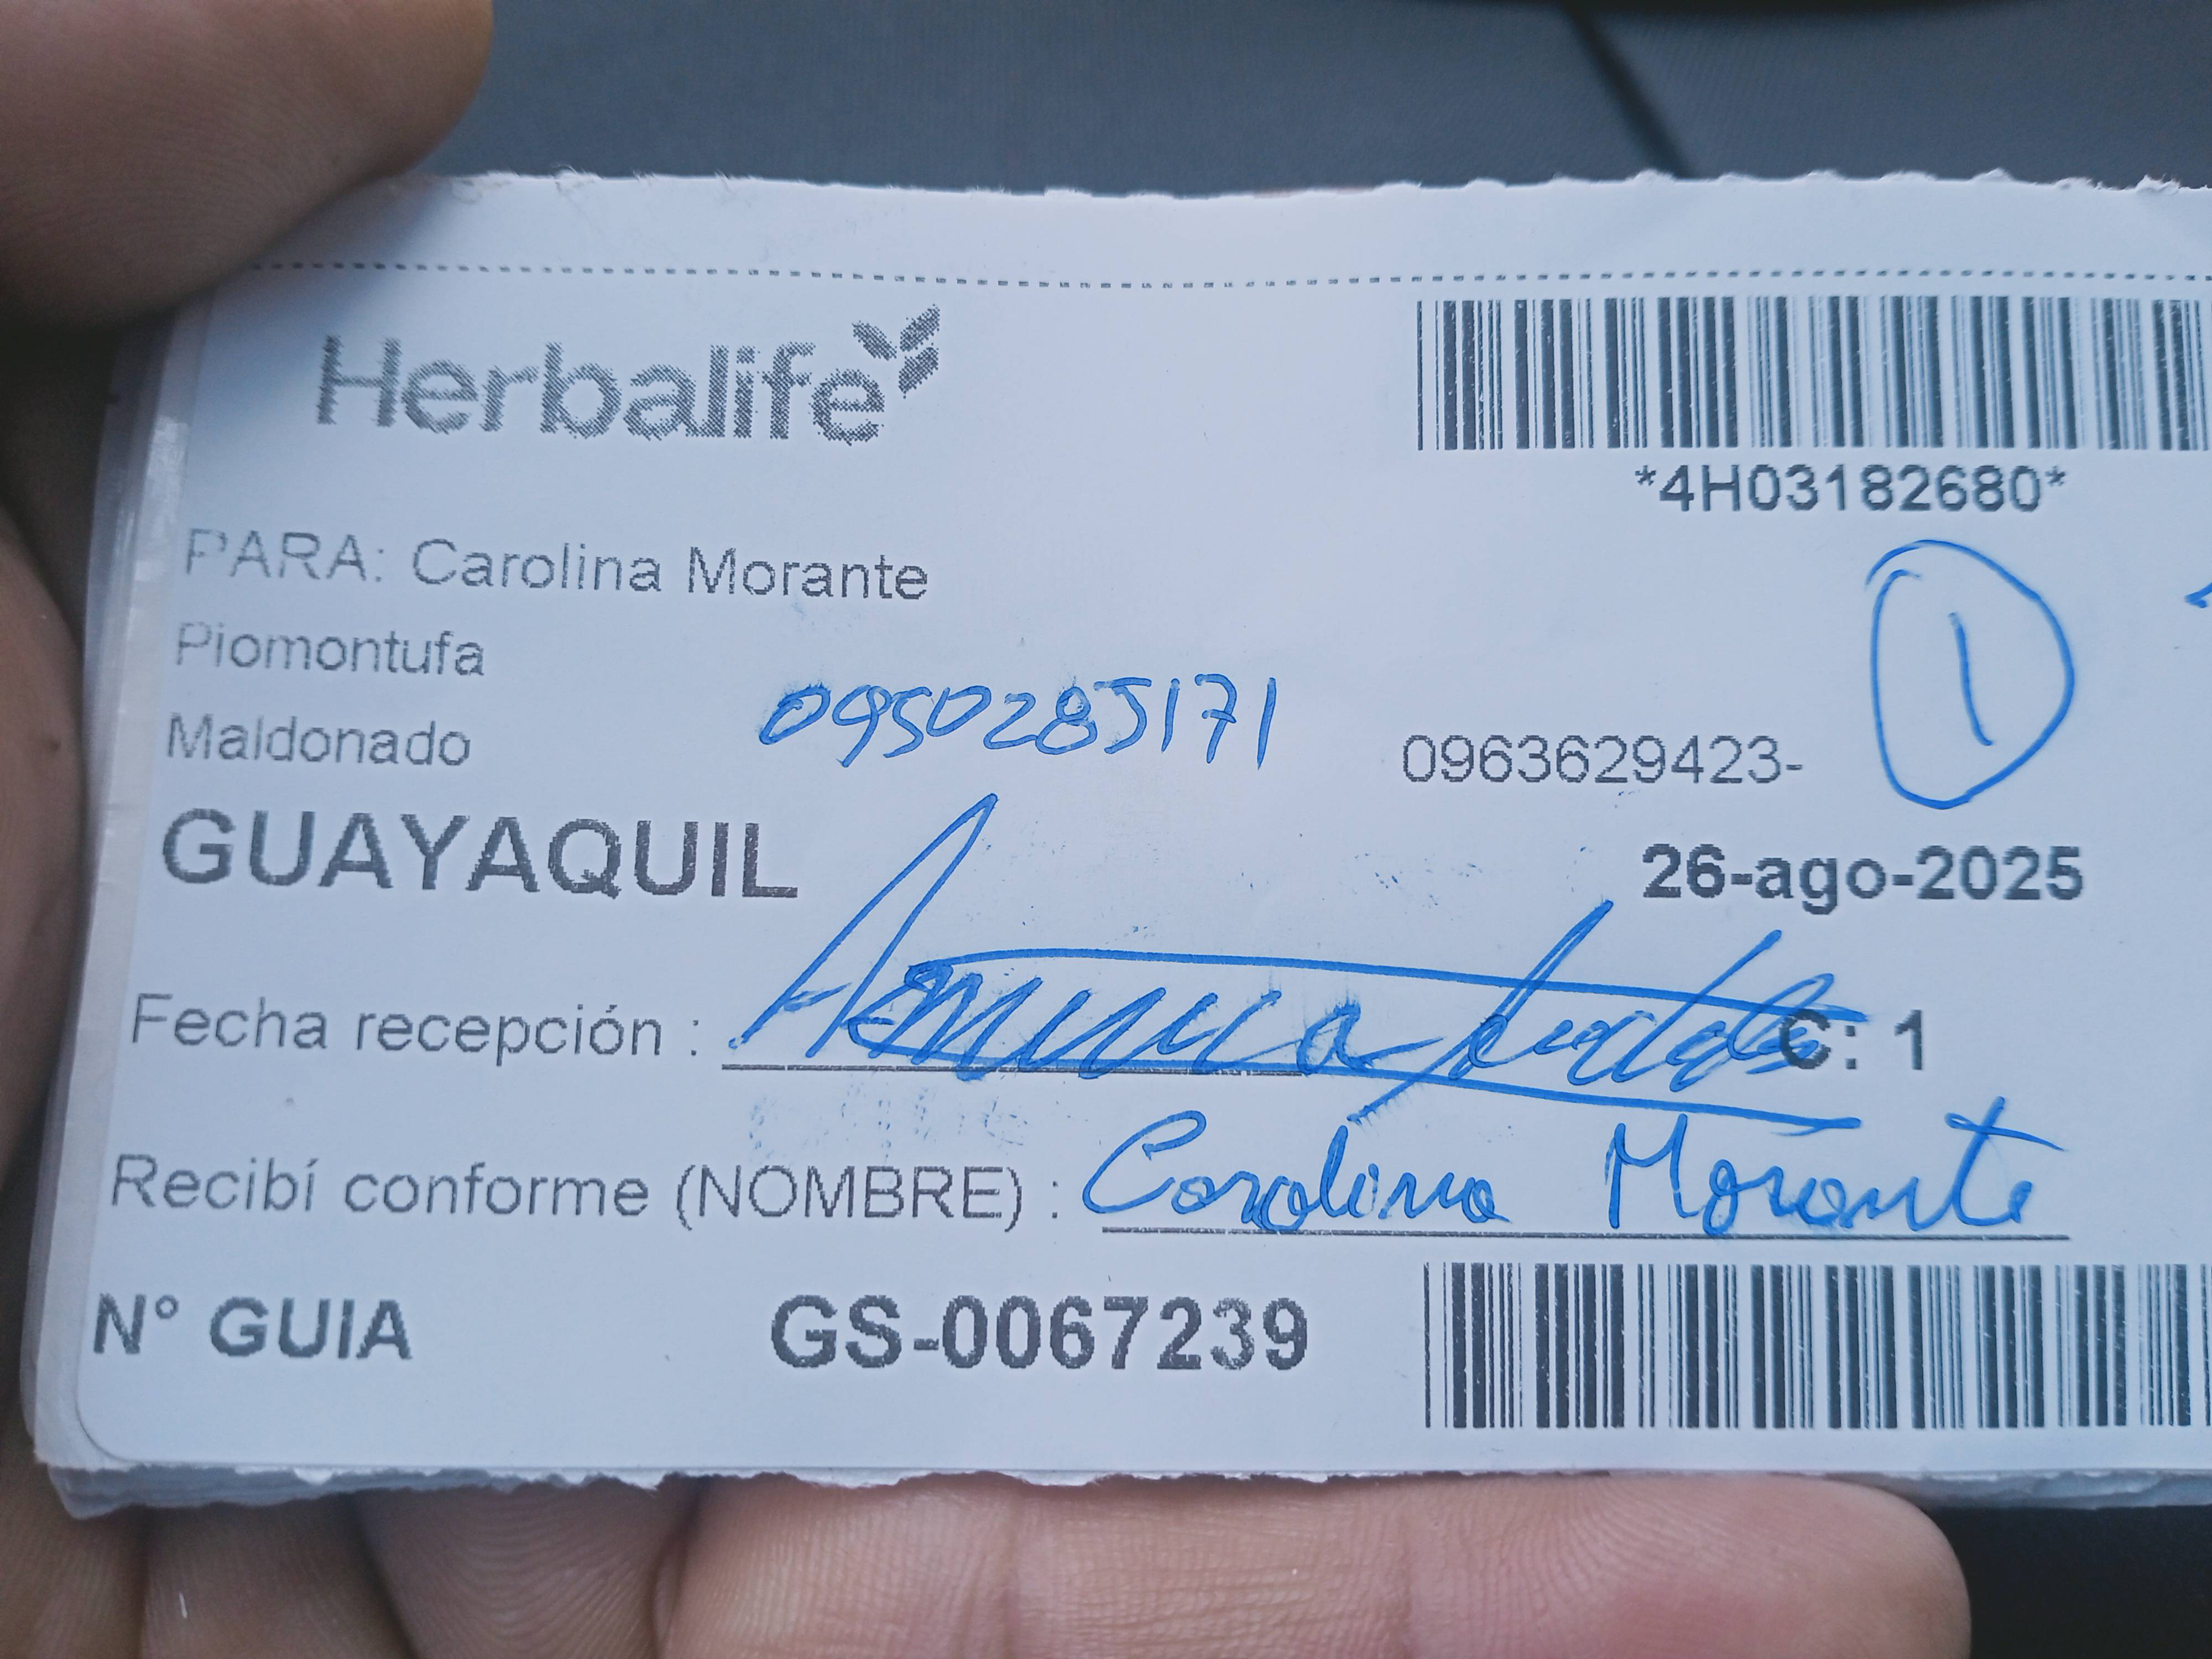 Herbalife
*4H03182680*
PARA: Carolina Morante
1
Piomontufa
Maldonado
0950285171
0963629423-
GUAYAQUIL
26-ago-2025
Fecha recepción :
C: 1
Recibí conforme (NOMBRE) : Carolina Morante
N° GUIA GS-0067239